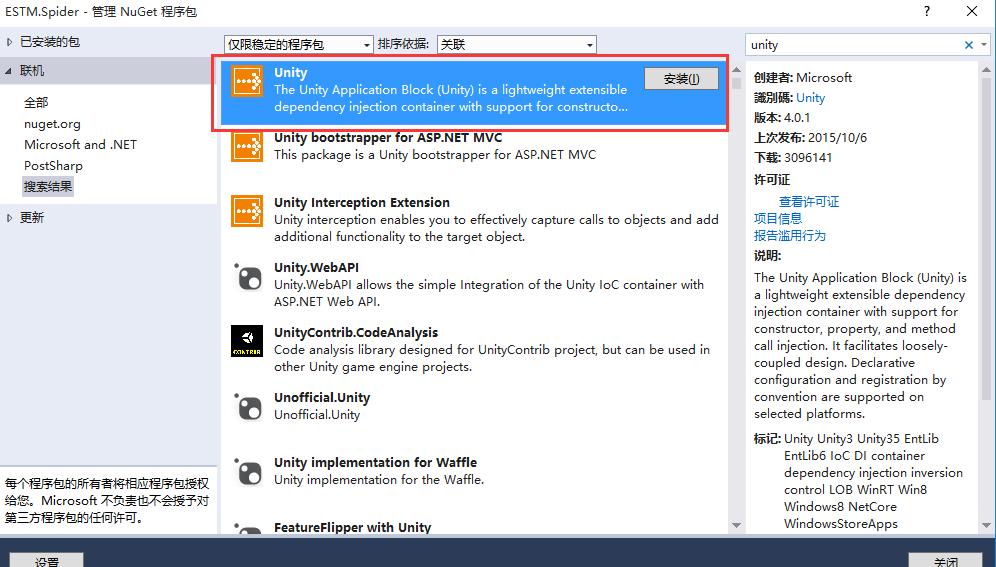 ESTM.Spider - 管理 NuGet 程序包
?
已安装的包
联机
全部
nuget.org
Microsoft and .NET
PostSharp
搜索结果
更新
每个程序包的所有者将相应程序包授权
给您。Microsoft 不负责也不会授予对
第三方程序包的任何许可。
设置
仅限稳定的程序包
排序依据: 关联
Unity
安装(I)
The Unity Application Block (Unity) is a lightweight extensible
dependency injection container with support for constructo...
Unity bootstrapper for ASP.NET MVC
This package is a Unity bootstrapper for ASP.NET MVC
Unity Interception Extension
Unity interception enables you to effectively capture calls to objects and add
additional functionality to the target object.
Unity.WebAPI
Unity.WebAPI allows the simple Integration of the Unity IoC container with
ASP.NET Web API.
CONTRIB
UnityContrib.CodeAnalysis
Code analysis library designed for UnityContrib project, but can be used in
other Unity game engine projects.
Unofficial.Unity
Unofficial.Unity
Unity implementation for Waffle
Unity implementation for the Waffle.
FeatureFlipper with Unity
unity
创建者: Microsoft
識別碼: Unity
版本: 4.0.1
上次发布: 2015/10/6
下载: 3096141
许可证
查看许可证
项目信息
报告滥用行为
说明:
The Unity Application Block (Unity) is
a lightweight extensible dependency
injection container with support for
constructor, property, and method
call injection. It facilitates loosely-
coupled design. Declarative
configuration and registration by
convention are supported on
selected platforms.
标记: Unity Unity3 Unity35 EntLib
EntLib6 IoC DI container
dependency injection inversion
control LOB WinRT Win8
Windows8 NetCore
WindowsStoreApps
关闭